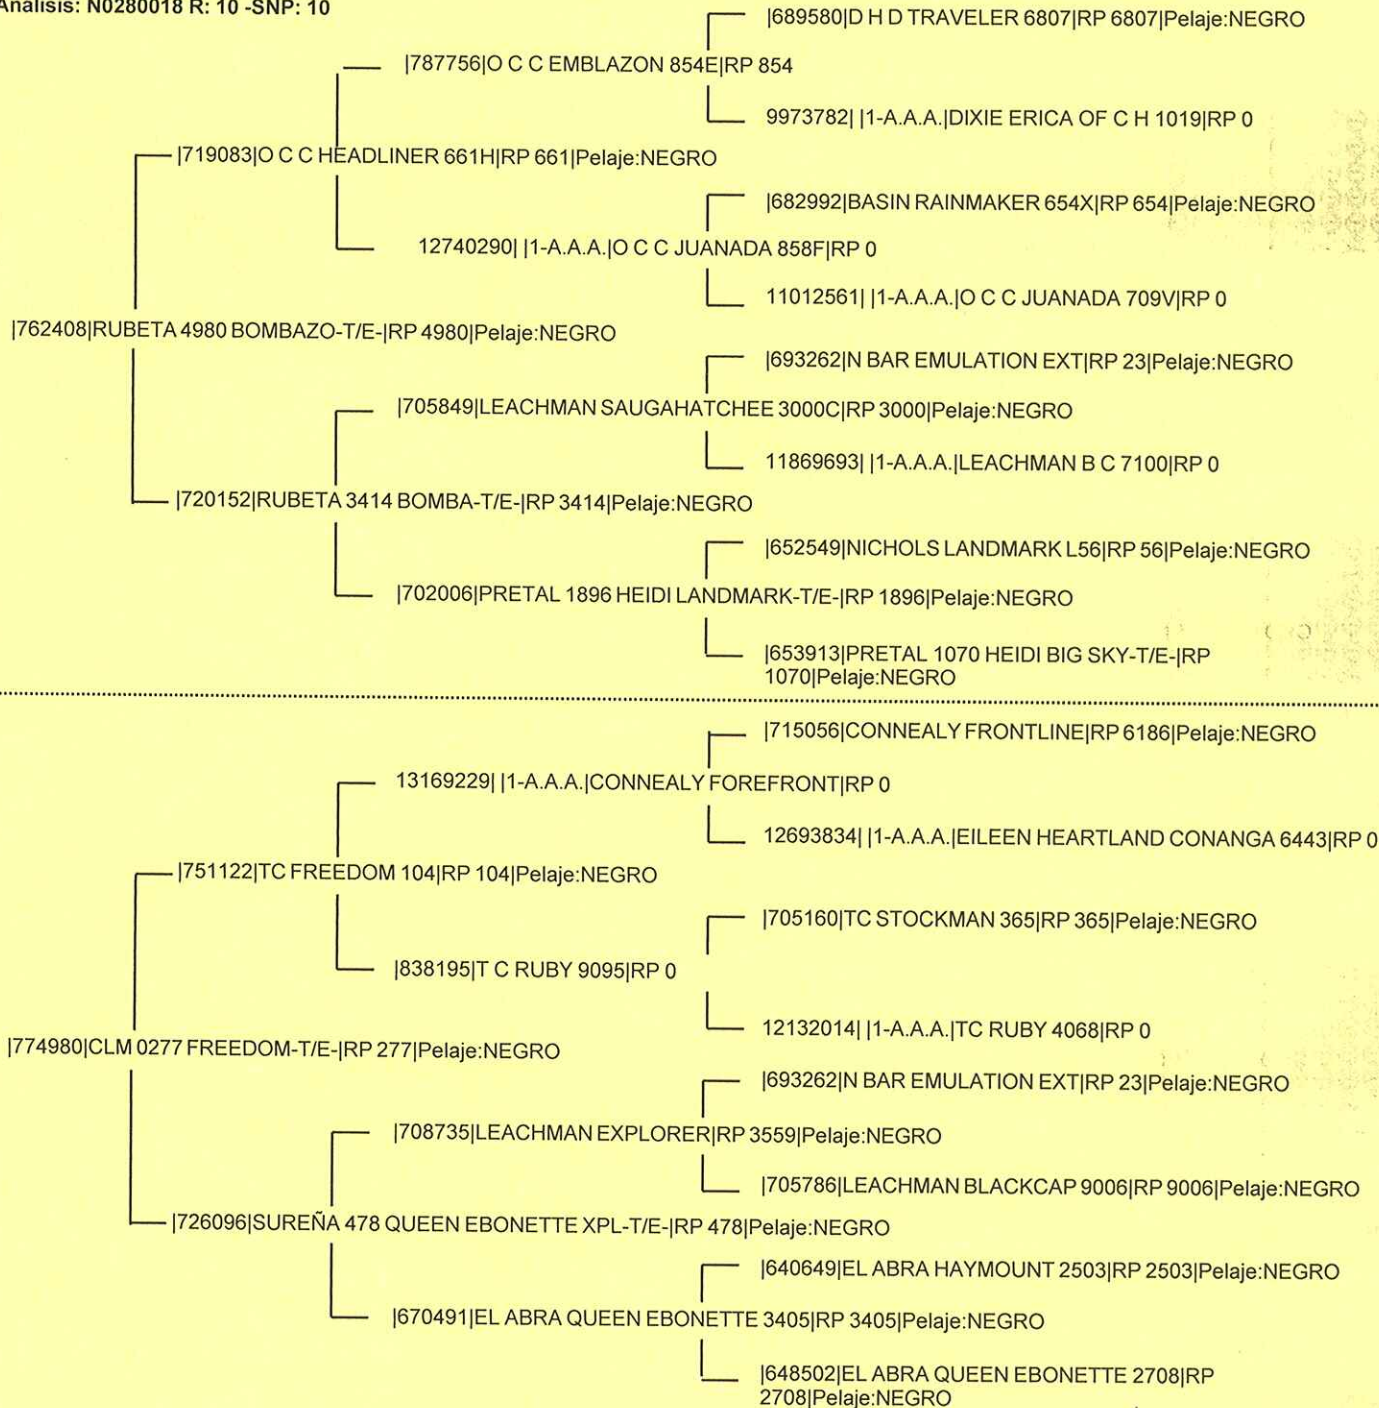 Análisis: N0280018 R: 10 -SNP: 10
|689580|D H D TRAVELER 6807|RP 6807|Pelaje:NEGRO
|787756|O C C EMBLAZON 854E|RP 854
9973782| |1-A.A.A.|DIXIE ERICA OF C H 1019|RP 0
|719083|O C C HEADLINER 661H|RP 661|Pelaje:NEGRO
|682992|BASIN RAINMAKER 654X|RP 654|Pelaje:NEGRO
12740290| |1-A.A.A.|O C C JUANADA 858F|RP 0
11012561| |1-A.A.A.|O C C JUANADA 709V|RP 0
|762408|RUBETA 4980 BOMBAZO-T/E-|RP 4980|Pelaje:NEGRO
|693262|N BAR EMULATION EXT|RP 23|Pelaje:NEGRO
|705849|LEACHMAN SAUGAHATCHEE 3000C|RP 3000|Pelaje:NEGRO
11869693| |1-A.A.A.|LEACHMAN B C 7100|RP 0
|720152|RUBETA 3414 BOMBA-T/E-|RP 3414|Pelaje:NEGRO
|652549|NICHOLS LANDMARK L56|RP 56|Pelaje:NEGRO
|702006|PRETAL 1896 HEIDI LANDMARK-T/E-|RP 1896|Pelaje:NEGRO
|653913|PRETAL 1070 HEIDI BIG SKY-T/E-|RP
1070|Pelaje:NEGRO
|715056|CONNEALY FRONTLINE|RP 6186|Pelaje:NEGRO
13169229| |1-A.A.A.|CONNEALY FOREFRONT|RP 0
12693834| |1-A.A.A.|EILEEN HEARTLAND CONANGA 6443|RP 0
|751122|TC FREEDOM 104|RP 104|Pelaje:NEGRO
|705160|TC STOCKMAN 365|RP 365|Pelaje:NEGRO
|838195|T C RUBY 9095|RP 0
12132014| |1-A.A.A.|TC RUBY 4068|RP 0
|774980|CLM 0277 FREEDOM-T/E-|RP 277|Pelaje:NEGRO
|693262|N BAR EMULATION EXT|RP 23|Pelaje:NEGRO
|708735|LEACHMAN EXPLORER|RP 3559|Pelaje:NEGRO
|705786|LEACHMAN BLACKCAP 9006|RP 9006|Pelaje:NEGRO
|726096|SUREÑA 478 QUEEN EBONETTE XPL-T/E-|RP 478|Pelaje:NEGRO
|640649|EL ABRA HAYMOUNT 2503|RP 2503|Pelaje:NEGRO
|670491|EL ABRA QUEEN EBONETTE 3405|RP 3405|Pelaje:NEGRO
|648502|EL ABRA QUEEN EBONETTE 2708|RP
2708|Pelaje:NEGRO